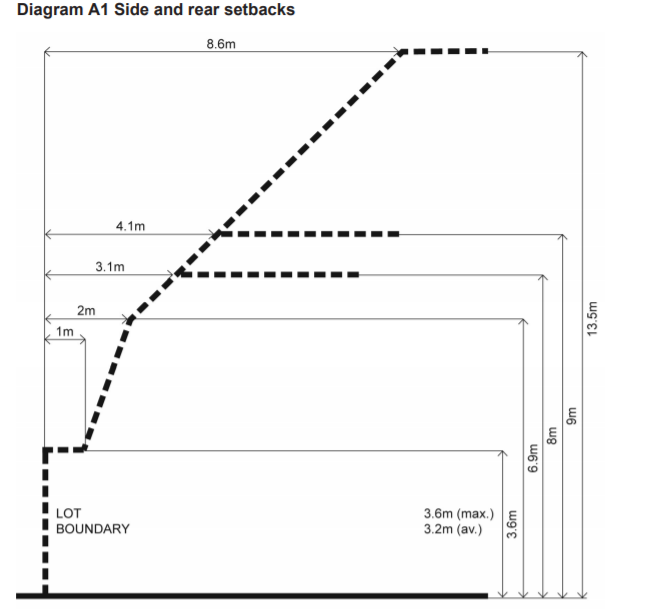 Diagram A1 Side and rear setbacks
8.6m
4.1m
3.1m
2m
1m
13.5m
9m
8m
6.9m
3.6m
LOT
BOUNDARY
3.6m (max.)
3.2m (av.)